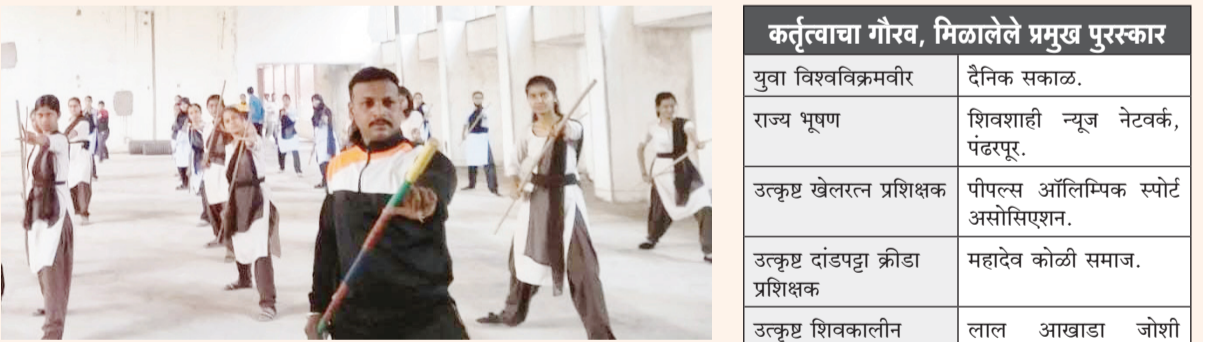 कर्तृत्वाचा गौरव, मिळालेले प्रमुख पुरस्कार
युवा विश्वविक्रमवीर
दैनिक सकाळ.
राज्य भूषण
शिवशाही न्यूज नेटवर्क,
पंढरपूर.
उत्कृष्ट खेलरत्न प्रशिक्षक
पीपल्स ऑलिम्पिक स्पोर्ट
असोसिएशन.
उत्कृष्ट दांडपट्टा क्रीडा
प्रशिक्षक
महादेव कोळी समाज.
उत्कृष्ट शिवकालीन
लाल आखाडा जोशी